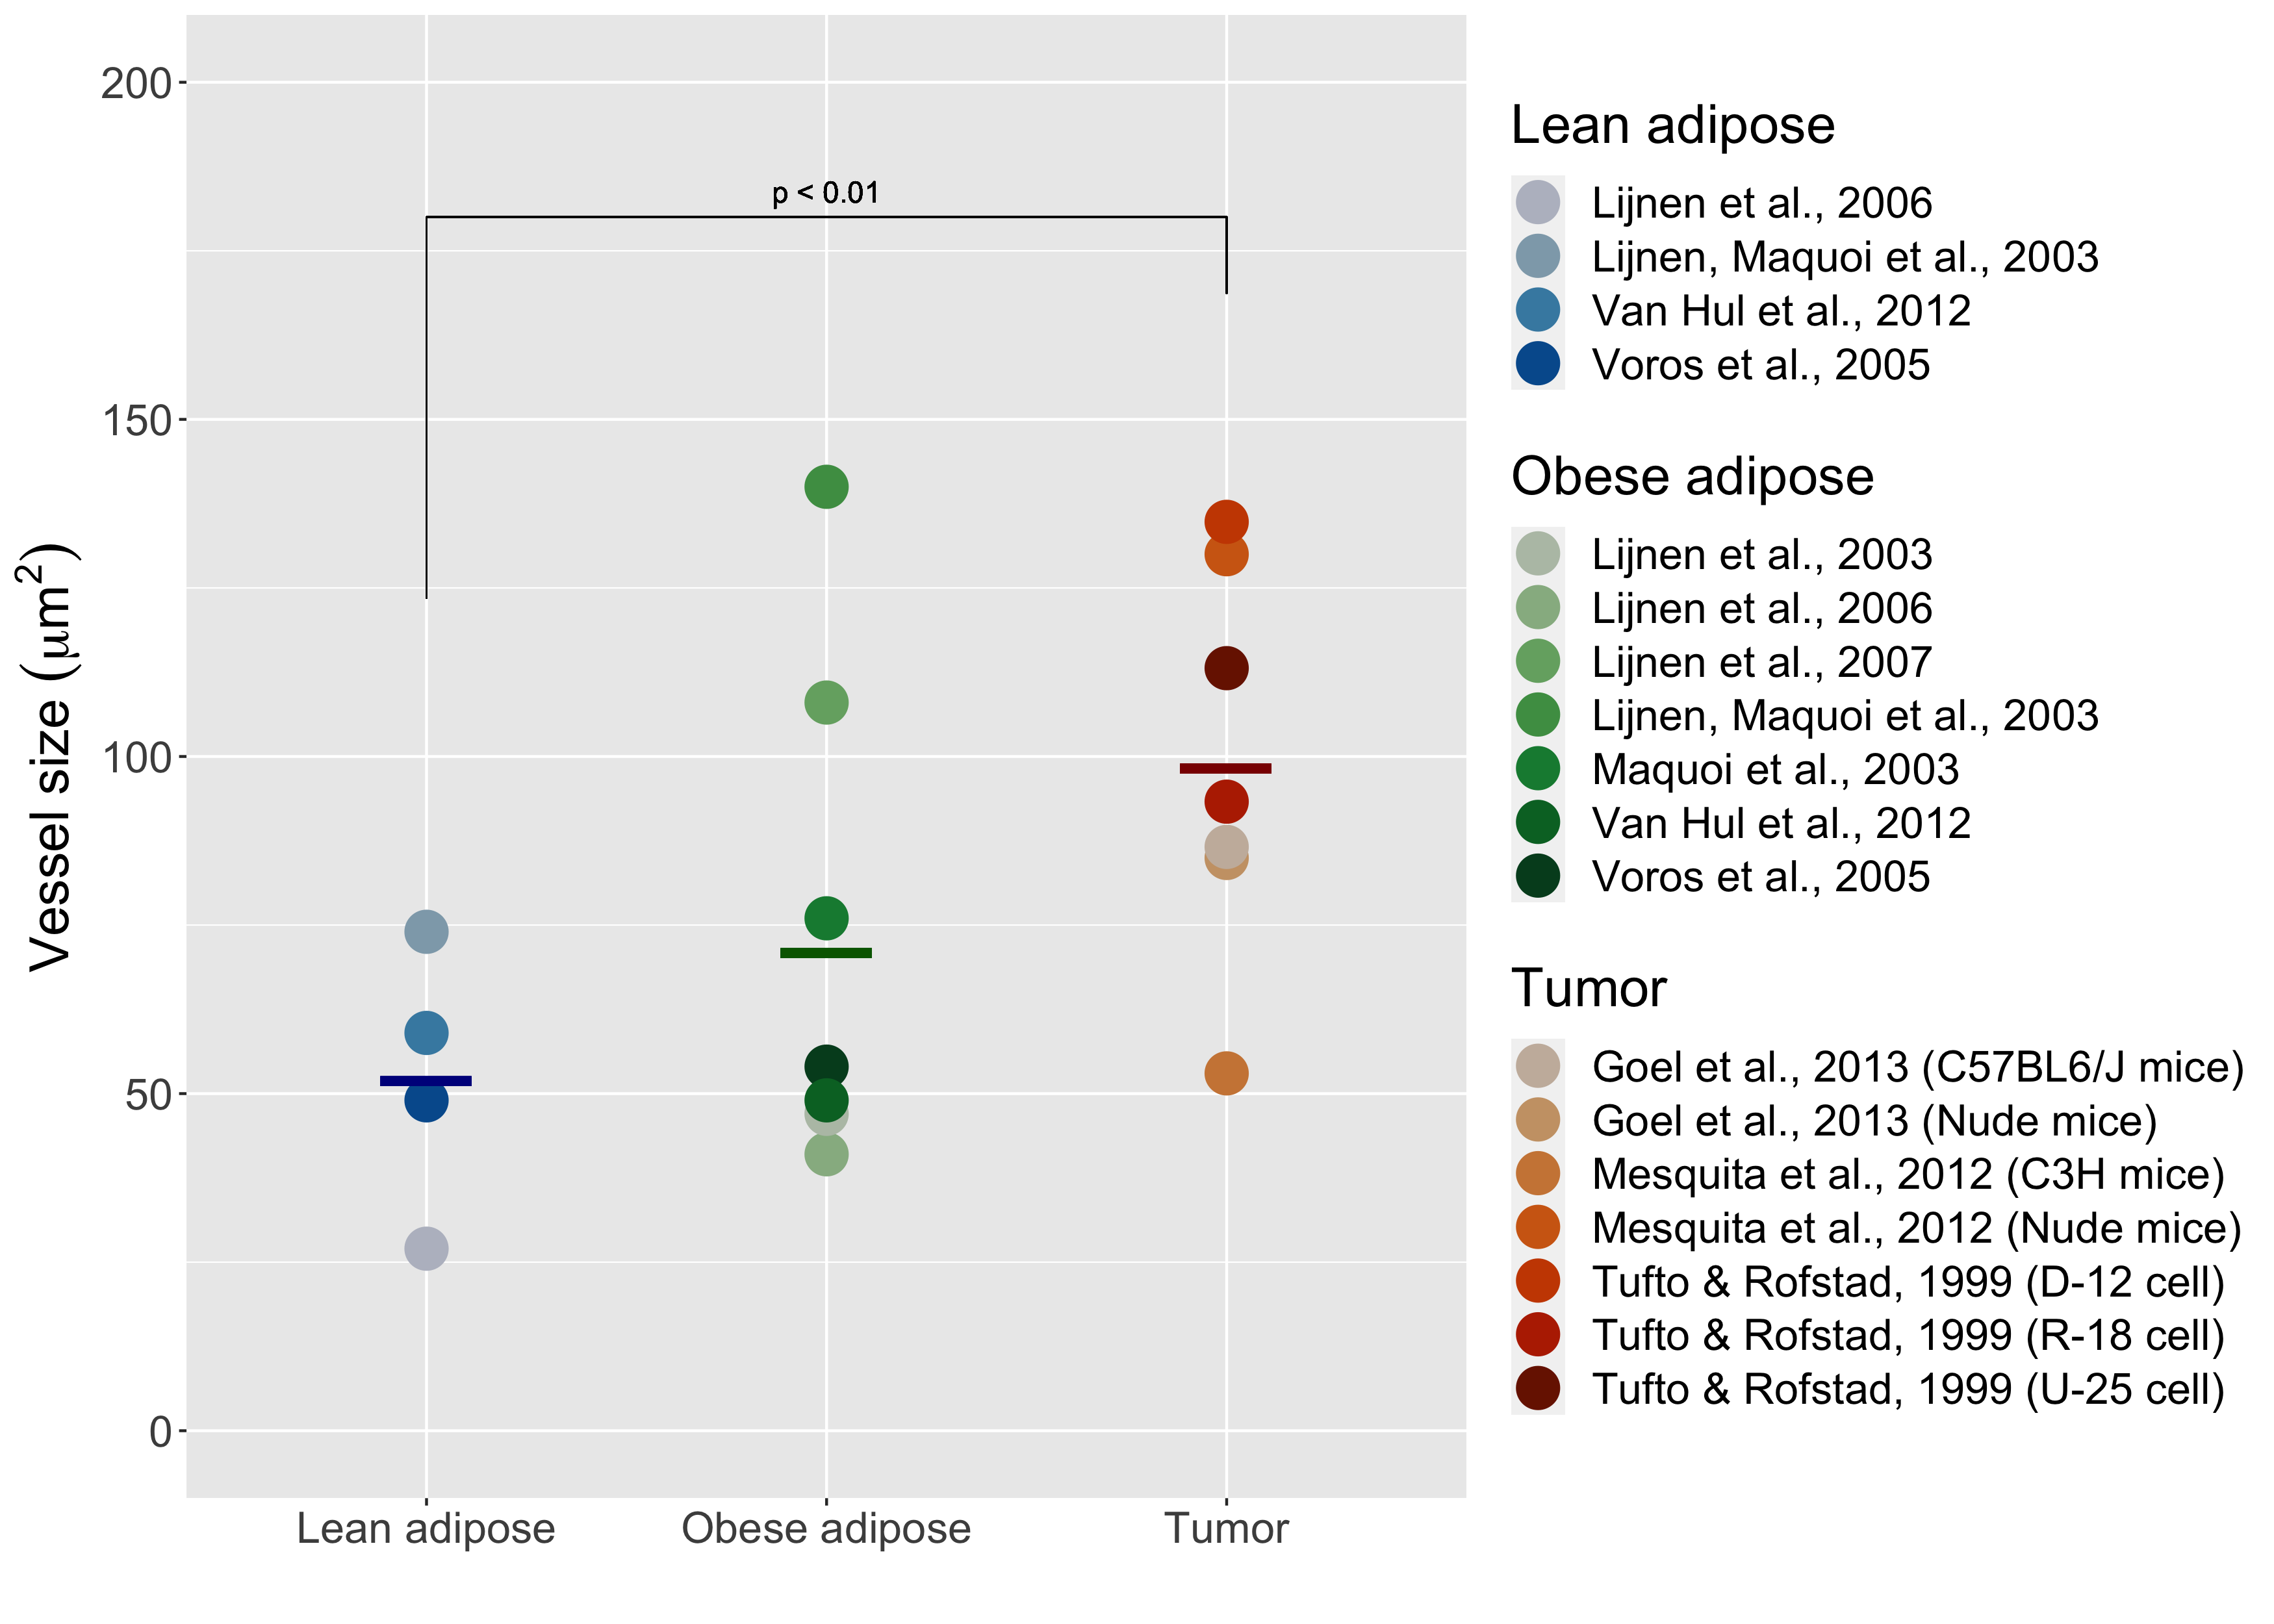 Vessel size (μm²)
200
150
100
50
0
p < 0.01
Lean adipose
Obese adipose
Tumor
Lean adipose
Lijnen et al., 2006
Lijnen, Maquoi et al., 2003
Van Hul et al., 2012
Voros et al., 2005
Obese adipose
Lijnen et al., 2003
Lijnen et al., 2006
Lijnen et al., 2007
Lijnen, Maquoi et al., 2003
Maquoi et al., 2003
Van Hul et al., 2012
Voros et al., 2005
Tumor
Goel et al., 2013 (C57BL6/J mice)
Goel et al., 2013 (Nude mice)
Mesquita et al., 2012 (C3H mice)
Mesquita et al., 2012 (Nude mice)
Tufto & Rofstad, 1999 (D-12 cell)
Tufto & Rofstad, 1999 (R-18 cell)
Tufto & Rofstad, 1999 (U-25 cell)